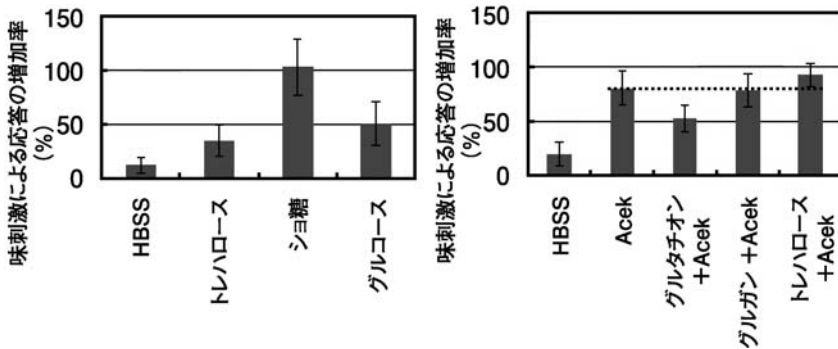 味刺激による応答の増加率
（%）
150
100
50
0
HBSS
トレハロース
ショ糖
グルコース
味刺激による応答の増加率
（%）
150
100
50
0
HBSS
Acek
グルタチオン
＋Acek
グルガン ＋Acek
トレハロース
＋Acek